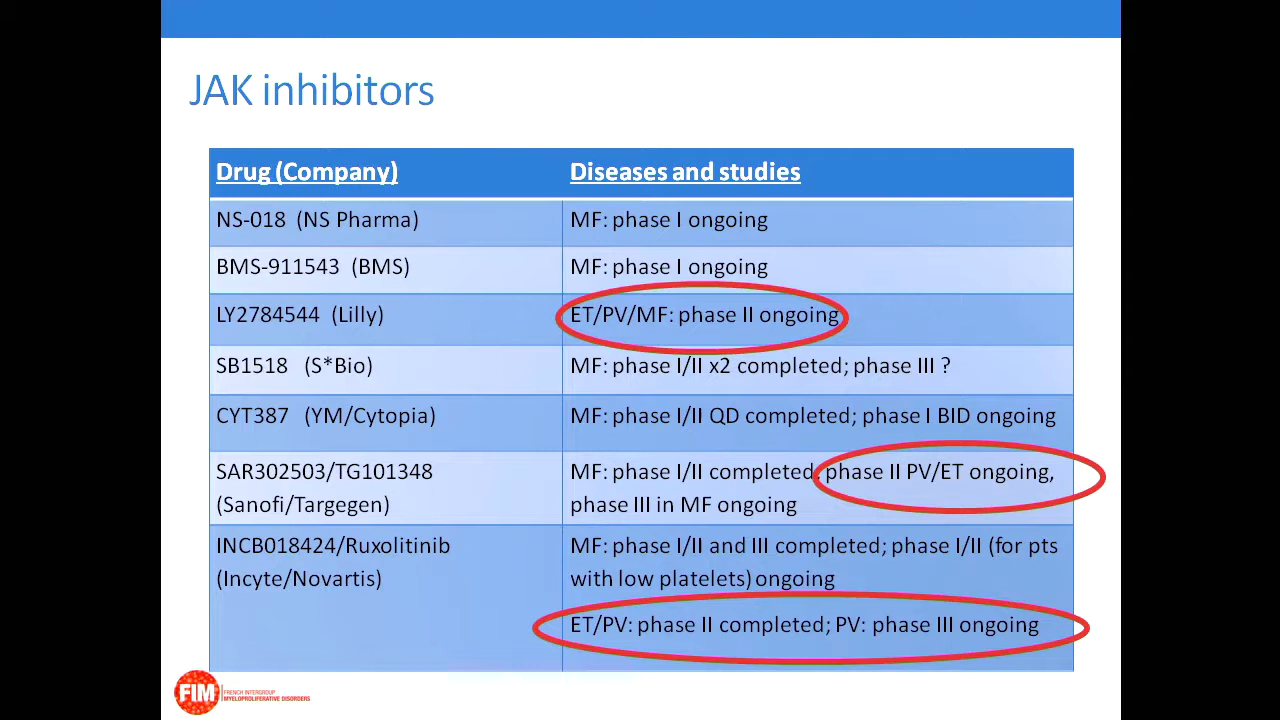 JAK inhibitors
Drug (Company)
Diseases and studies
NS-018 (NS Pharma)
MF: phase I ongoing
BMS-911543 (BMS)
MF: phase I ongoing
LY2784544 (Lilly)
ET/PV/MF: phase II ongoing
SB1518 (S*Bio)
MF: phase I/II x2 completed; phase III ?
CYT387 (YM/Cytopia)
MF: phase I/II QD completed; phase I BID ongoing
SAR302503/TG101348
(Sanofi/Targegen)
MF: phase I/II completed, phase II PV/ET ongoing,
phase III in MF ongoing
INCB018424/Ruxolitinib
(Incyte/Novartis)
MF: phase I/II and III completed; phase I/II (for pts
with low platelets) ongoing
ET/PV: phase II completed; PV: phase III ongoing
FIM
FRENCH INTERGROUP
MYELOPROLIFERATIVE DISORDERS